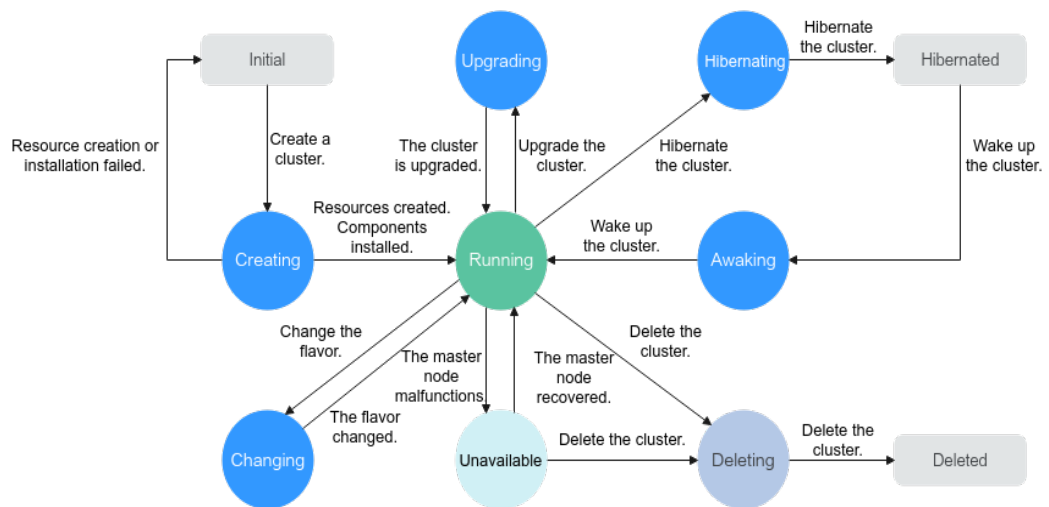 Initial
Upgrading
Hibernating
Hibernate
the cluster.
Hibernated
Resource creation or
installation failed.
Create a
cluster.
The cluster
is upgraded.
Upgrade the
cluster.
Hibernate
the cluster.
Wake up
the cluster.
Creating
Resources created.
Components
installed.
Running
Wake up
the cluster.
Awaking
Change the
flavor.
The flavor
changed.
The master
node
malfunctions
The master
node
recovered.
Delete the
cluster.
Changing
Unavailable
Delete the cluster.
Deleting
Delete the
cluster.
Deleted